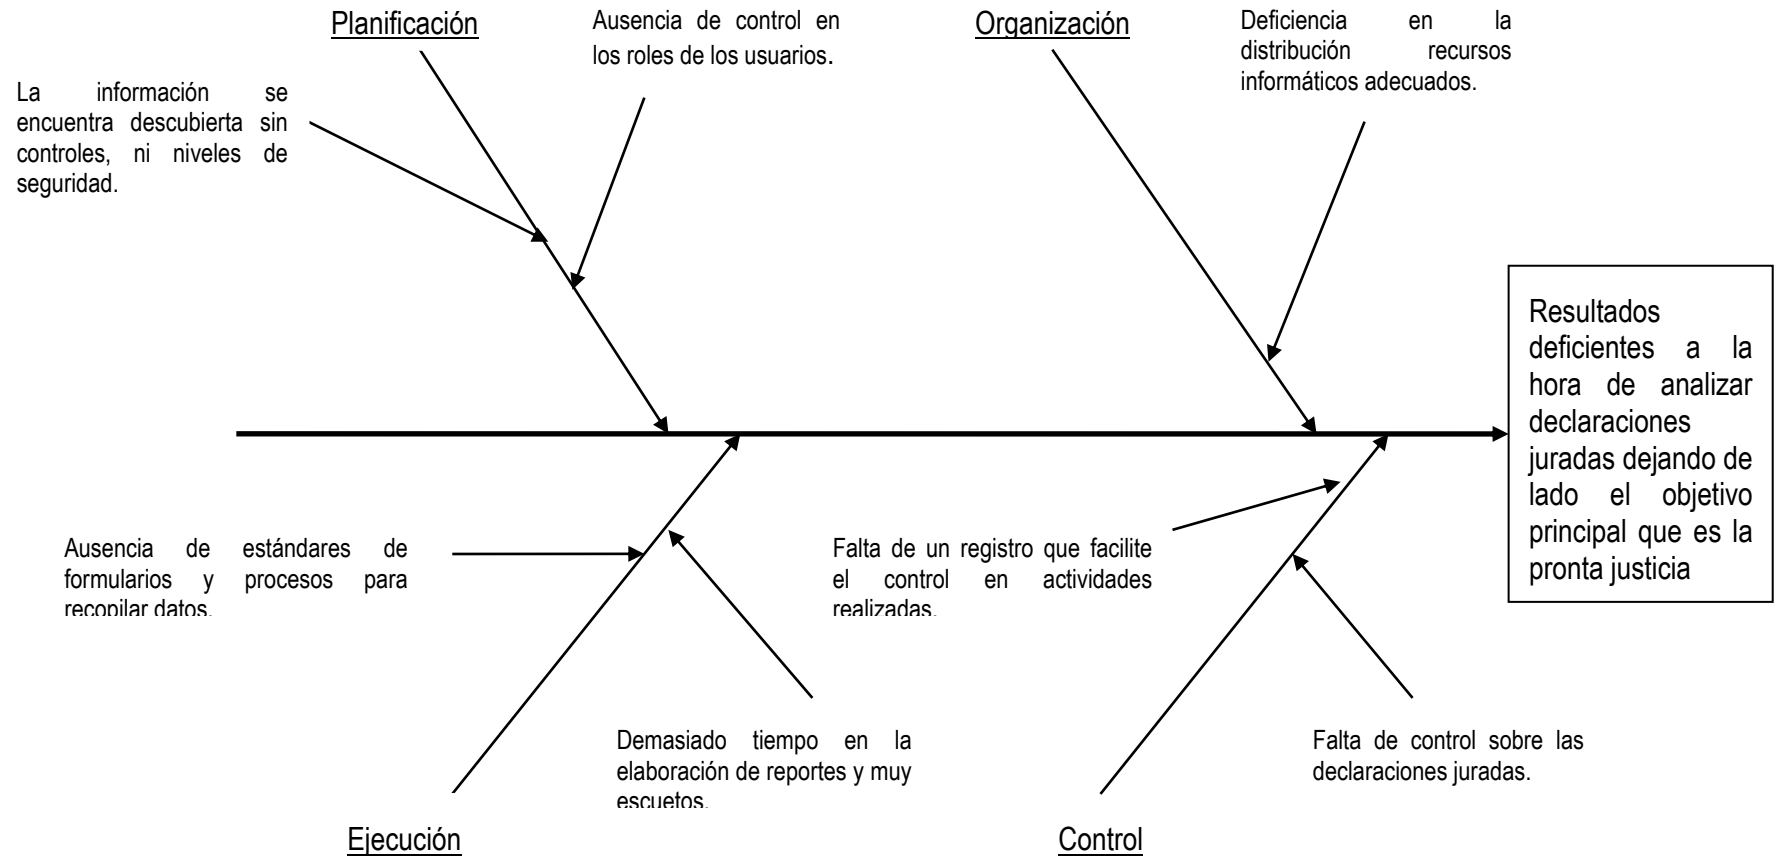 Planificación
Ausencia de control en
los roles de los usuarios.
Organización
Deficiencia en la
distribución recursos
informáticos adecuados.
La información se
encuentra descubierta sin
controles, ni niveles de
seguridad.
Resultados
deficientes a la
hora de analizar
declaraciones
juradas dejando de
lado el objetivo
principal que es la
pronta justicia
Ausencia de estándares de
formularios y procesos para
recopilar datos.
Falta de un registro que facilite
el control en actividades
realizadas.
Demasiado tiempo en la
elaboración de reportes y muy
escuetos.
Falta de control sobre las
declaraciones juradas.
Ejecución
Control